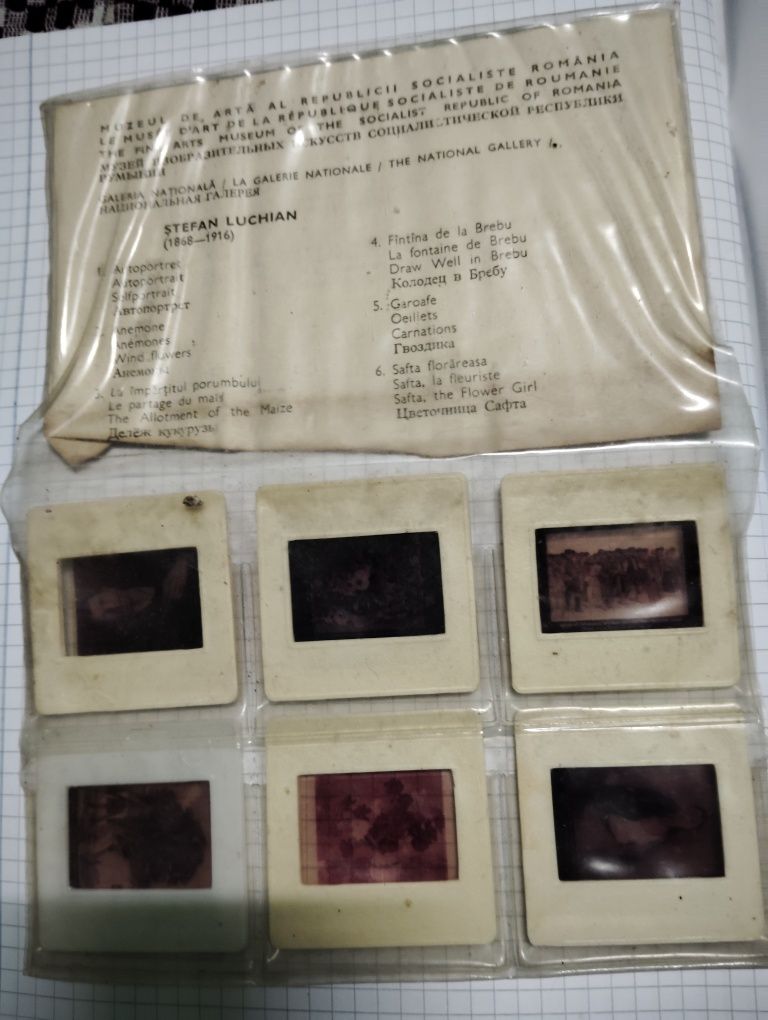 MUZEUL DE ARTĂ AL REPUBLICII SOCIALISTE ROMÂNIA
LE MUSÉE D'ART DE LA RÉPUBLIQUE SOCIALISTE DE ROUMANIE
THE FINE ARTS MUSEUM OF THE SOCIALIST REPUBLIC OF ROMANIA
МУЗЕЙ ИЗОБРАЗИТЕЛЬНЫХ ИСКУССТВ СОЦИАЛИСТИЧЕСКОЙ РЕСПУБЛИКИ
РУМЫНИИ
GALERIA NAȚIONALĂ / LA GALERIE NATIONALE / THE NATIONAL GALLERY /
НАЦИОНАЛЬНАЯ ГАЛЕРЕЯ
ȘTEFAN LUCHIAN
(1868—1916)
1. Autoportret
Autoportrait
Selfportrait
Автопортрет
Anemone
Anémones
Wind flowers
Анемоны
3. La împărțitul porumbului
Le partage du maïs
The Allotment of the Maize
Делёж кукурузы
4. Fîntîna de la Brebu
La fontaine de Brebu
Draw Well in Brebu
Колодец в Бребу
5. Garoafe
Oeillets
Carnations
Гвоздика
6. Safta florăreasa
Safta, la fleuriste
Safta, the Flower Girl
Цветочница Сафта